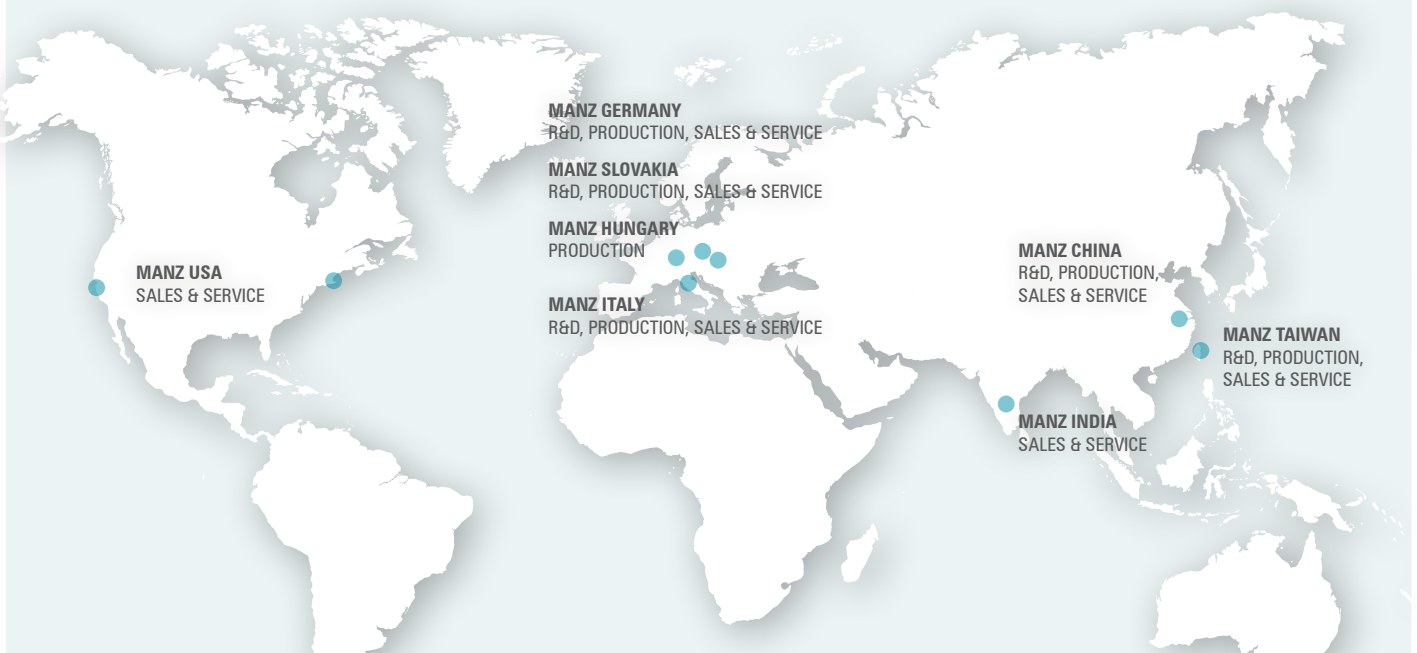 MANZ GERMANY
R&D, PRODUCTION, SALES & SERVICE
MANZ SLOVAKIA
R&D, PRODUCTION, SALES & SERVICE
MANZ HUNGARY
PRODUCTION
MANZ ITALY
R&D, PRODUCTION, SALES & SERVICE
MANZ USA
SALES & SERVICE
MANZ CHINA
R&D, PRODUCTION,
SALES & SERVICE
MANZ TAIWAN
R&D, PRODUCTION,
SALES & SERVICE
MANZ INDIA
SALES & SERVICE